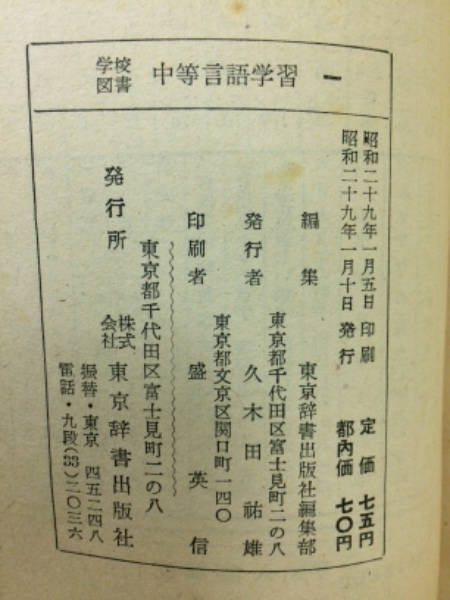 学校図書 中等言語学習 一
昭和二十九年一月五日 印刷 定価 七五円
昭和二十九年一月十日 発行 都内価 七〇円
編集 東京辞書出版社編集部
東京都千代田区富士見町二の八
発行者 久木田祐雄
東京都文京区関口町一四〇
印刷者 盛英信
東京都千代田区富士見町二の八
発行所 株式会社 東京辞書出版社
振替・東京 四五二四八
電話・九段(33)二〇三六